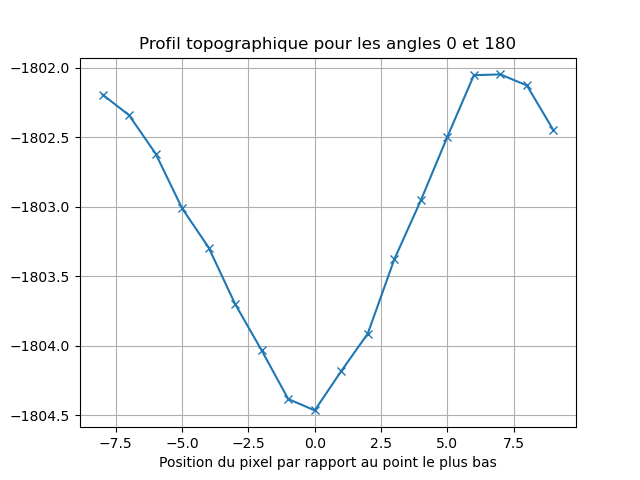 Profil topographique pour les angles 0 et 180
−1802.0
−1802.5
−1803.0
−1803.5
−1804.0
−1804.5
−7.5 −5.0 −2.5 0.0 2.5 5.0 7.5
Position du pixel par rapport au point le plus bas